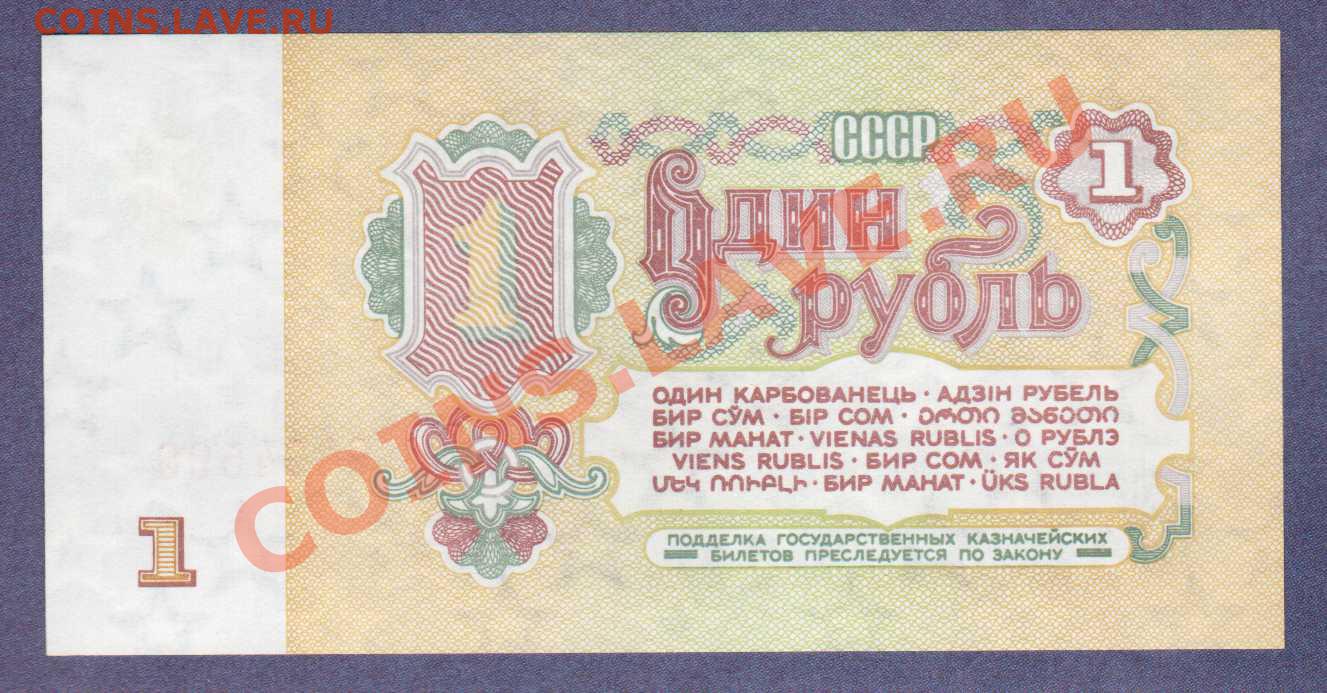 COINS.LAVE.RU
СССР
1
1
Один
рубль
COINS.LAVE.RU
ОДИН КАРБОВАНЕЦЬ · АДЗІН РУБЕЛЬ
БИР СЎМ · БІР СОМ · ᲔᲠᲗᲘ ᲛᲐᲜᲔᲗᲘ
БИР МАНАТ · VIENAS RUBLIS · О РУБЛЭ
VIENS RUBLIS · БИР СОМ · ЯК СӮМ
ՄԵԿ ՌՈՒԲԼԻ · БИР МАНАТ · ÜKS RUBLA
1
ПОДДЕЛКА ГОСУДАРСТВЕННЫХ КАЗНАЧЕЙСКИХ
БИЛЕТОВ ПРЕСЛЕДУЕТСЯ ПО ЗАКОНУ